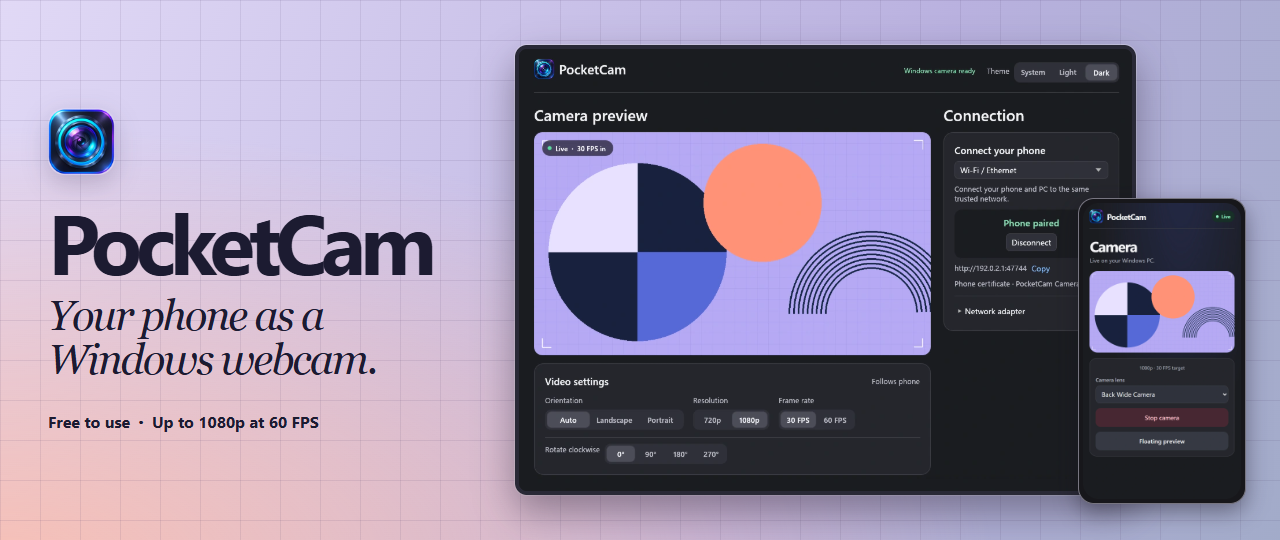 PocketCam
Your phone as a
Windows webcam.
Free to use • Up to 1080p at 60 FPS
PocketCam
Windows camera ready
Theme
System
Light
Dark
Camera preview
Live · 30 FPS in
Video settings
Follows phone
Orientation
Auto
Landscape
Portrait
Resolution
720p
1080p
Frame rate
30 FPS
60 FPS
Rotate clockwise
0°
90°
180°
270°
Connection
Connect your phone
Wi-Fi / Ethernet
Connect your phone and PC to the same
trusted network.
Phone paired
Disconnect
http://192.0.2.1:47744 Copy
Phone certificate · PocketCam Camera
Network adapter
PocketCam
Live
Camera
Live on your Windows PC.
1080p · 30 FPS target
Camera lens
Back Wide Camera
Stop camera
Floating preview